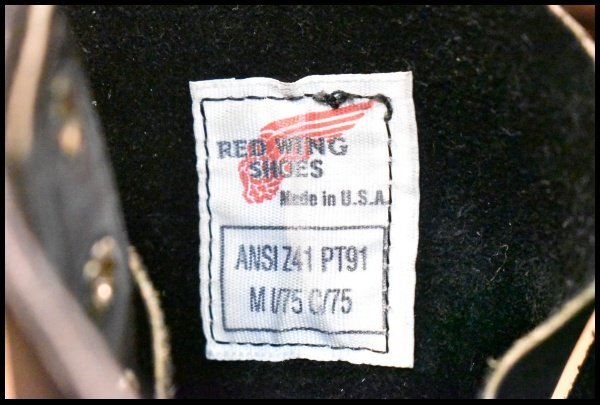 RED WING
SHOES
Made in U.S.A.
ANSI Z41 PT91
M I/75 C/75